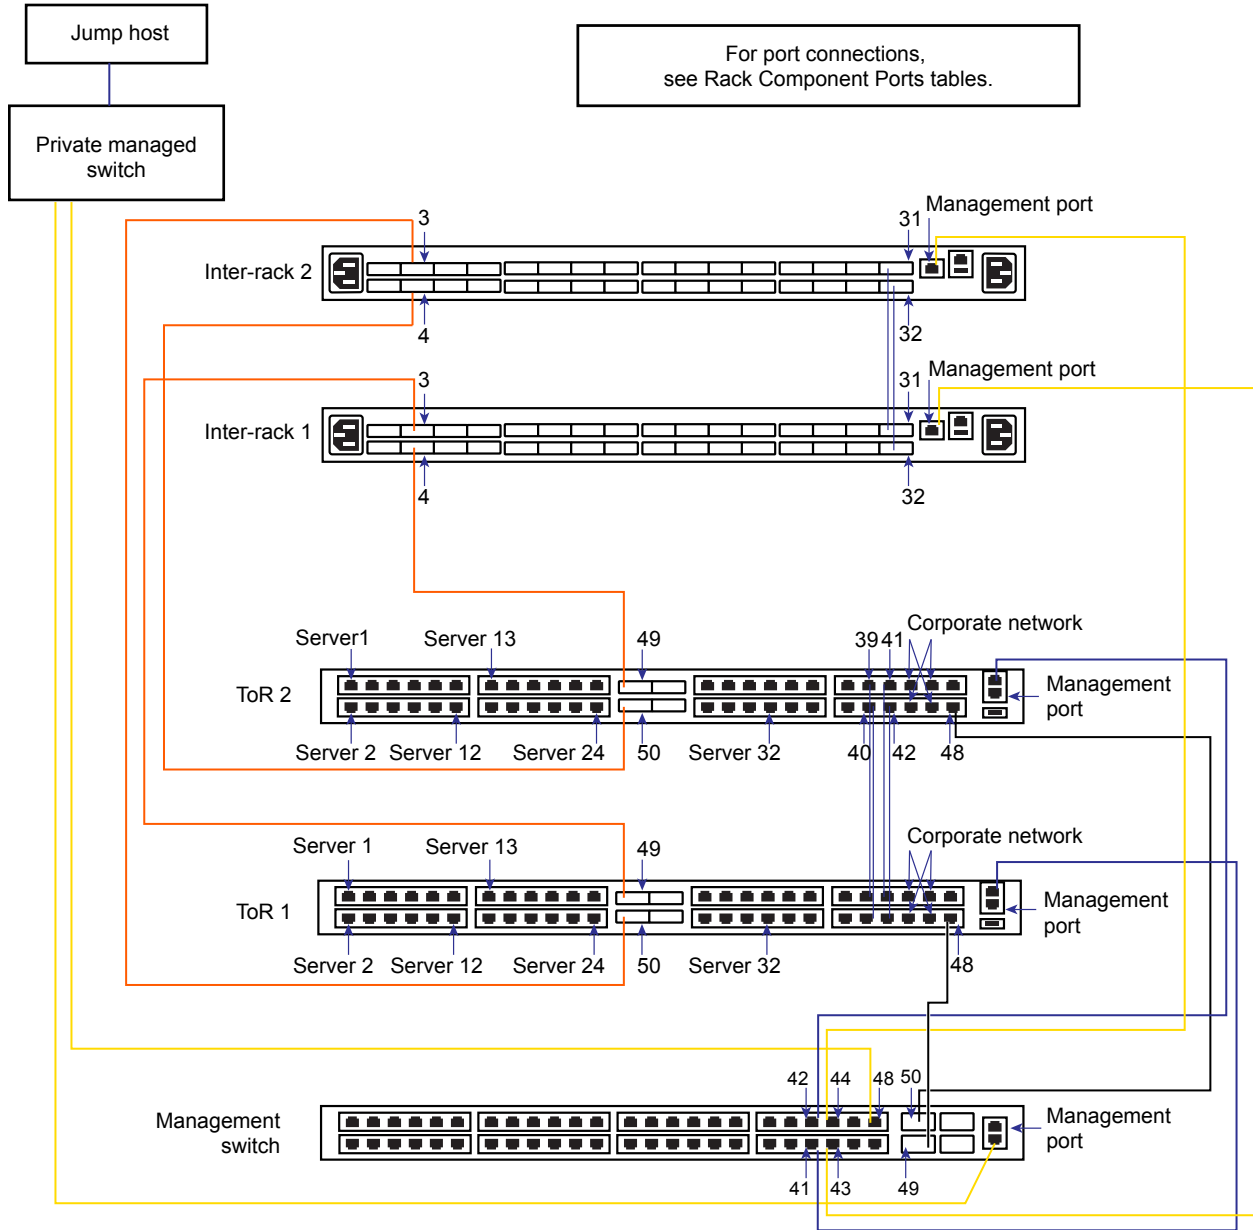 Jump host
For port connections,
see Rack Component Ports tables.
Private managed
switch
3
31
Management port
Inter-rack 2
4
32
3
31
Management port
Inter-rack 1
4
32
Server1
Server 13
49
39
41
Corporate network
ToR 2
Management
port
Server 2
Server 12
Server 24
50
Server 32
40
42
48
Server 1
Server 13
49
Corporate network
ToR 1
Management
port
Server 2
Server 12
Server 24
50
Server 32
48
42
44
48
50
Management
switch
Management
port
41
43
49